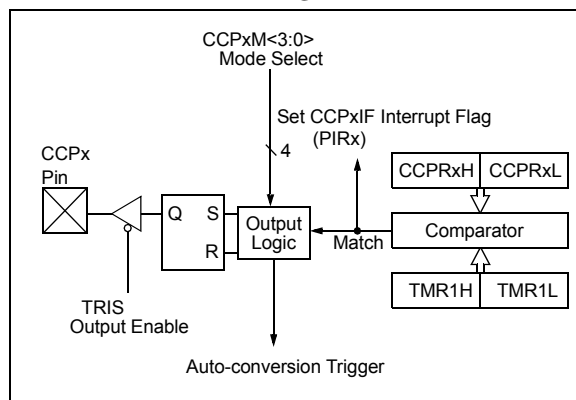 CCPxM<3:0>
Mode Select
Set CCPxIF Interrupt Flag
(PIRx)
4
CCPx
Pin
CCPRxH CCPRxL
Q S
R
Output
Logic
Match
Comparator
TRIS
Output Enable
TMR1H TMR1L
Auto-conversion Trigger